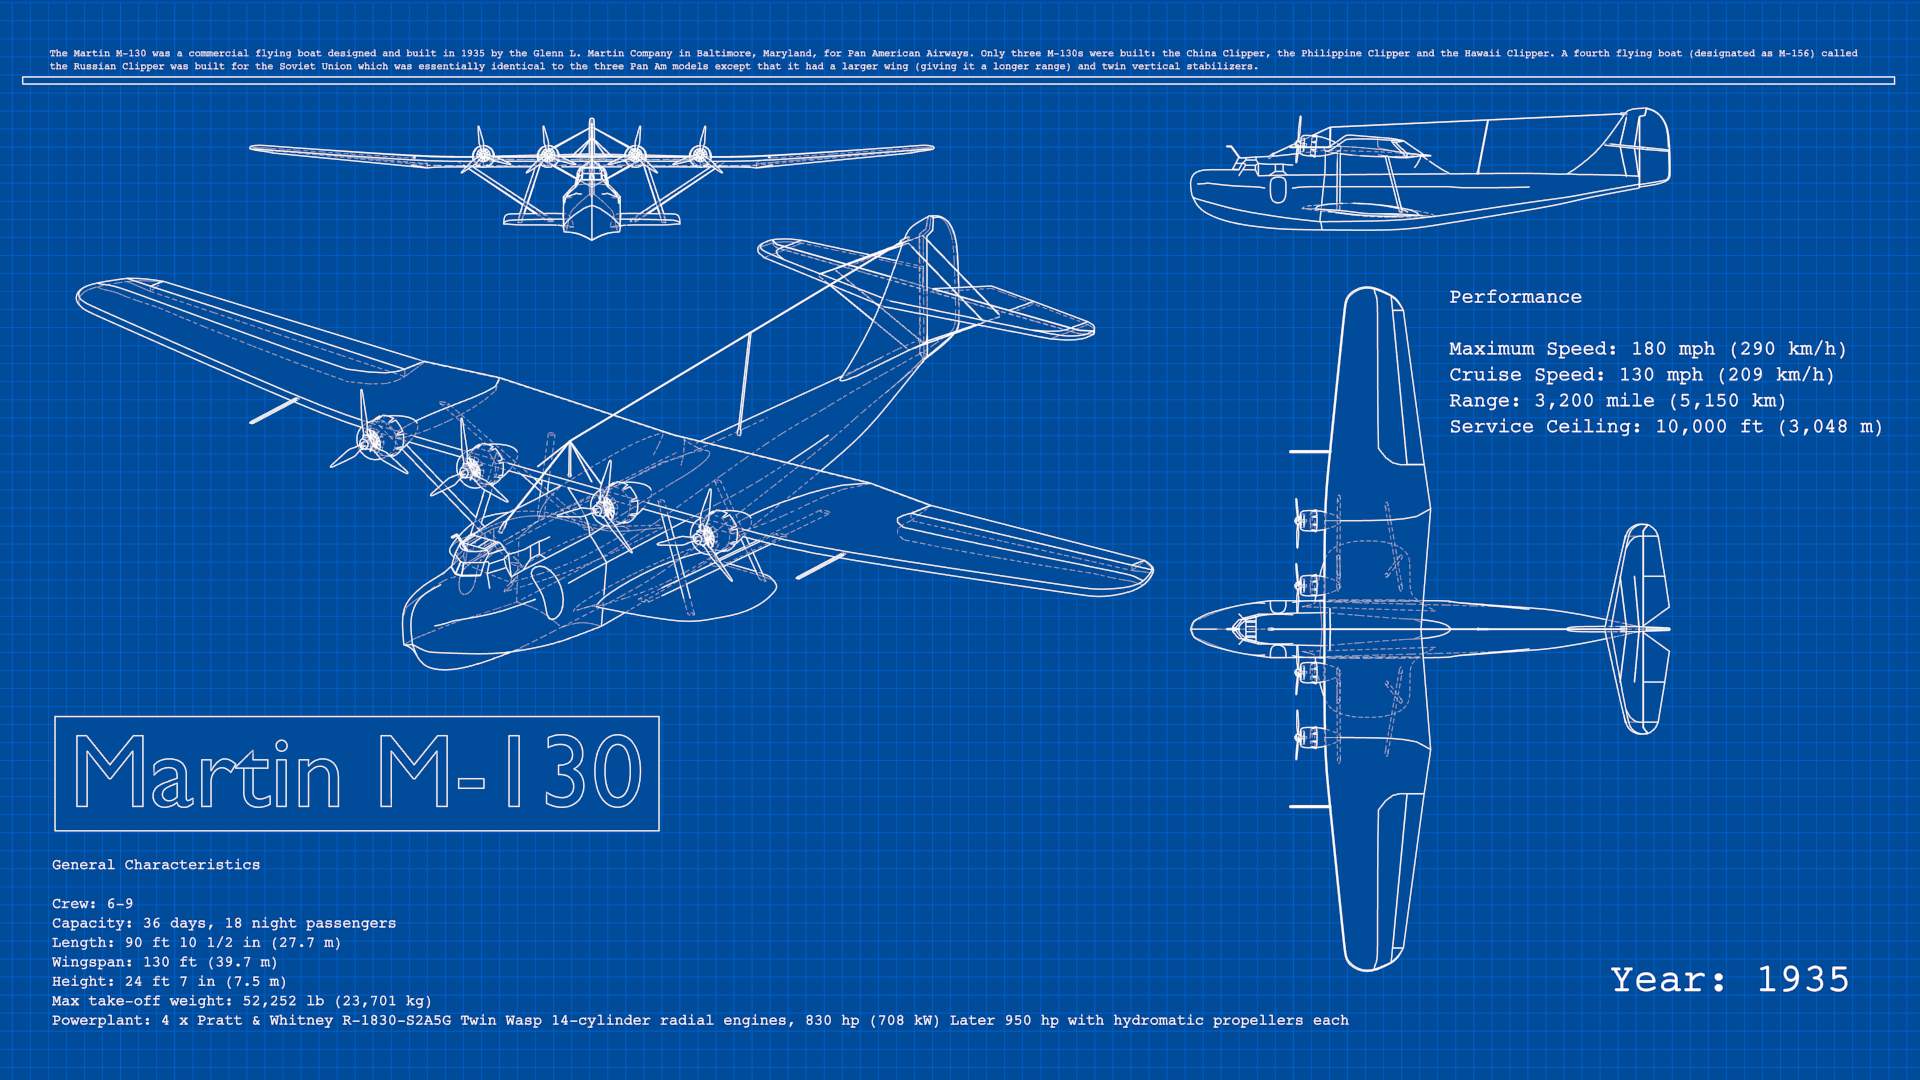 The Martin M-130 was a commercial flying boat designed and built in 1935 by the Glenn L. Martin Company in Baltimore, Maryland, for Pan American Airways. Only three M-130s were built: the China Clipper, the Philippine Clipper and the Hawaii Clipper. A fourth flying boat (designated as M-156) called
the Russian Clipper was built for the Soviet Union which was essentially identical to the three Pan Am models except that it had a larger wing (giving it a longer range) and twin vertical stabilizers.
Performance
Maximum Speed: 180 mph (290 km/h)
Cruise Speed: 130 mph (209 km/h)
Range: 3,200 mile (5,150 km)
Service Ceiling: 10,000 ft (3,048 m)
Martin M-130
General Characteristics
Crew: 6-9
Capacity: 36 days, 18 night passengers
Length: 90 ft 10 1/2 in (27.7 m)
Wingspan: 130 ft (39.7 m)
Height: 24 ft 7 in (7.5 m)
Max take-off weight: 52,252 lb (23,701 kg)
Powerplant: 4 x Pratt & Whitney R-1830-S2A5G Twin Wasp 14-cylinder radial engines, 830 hp (708 kW) Later 950 hp with hydromatic propellers each
Year: 1935